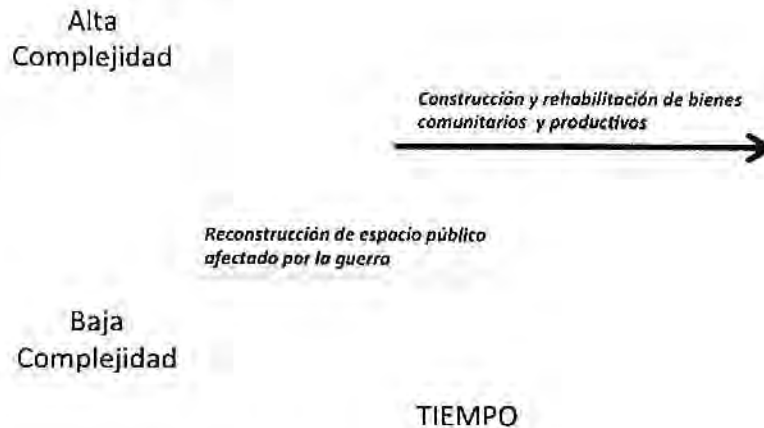 Alta
Complejidad
Construcción y rehabilitación de bienes
comunitarios y productivos
Reconstrucción de espacio público
afectado por la guerra
Baja
Complejidad
TIEMPO